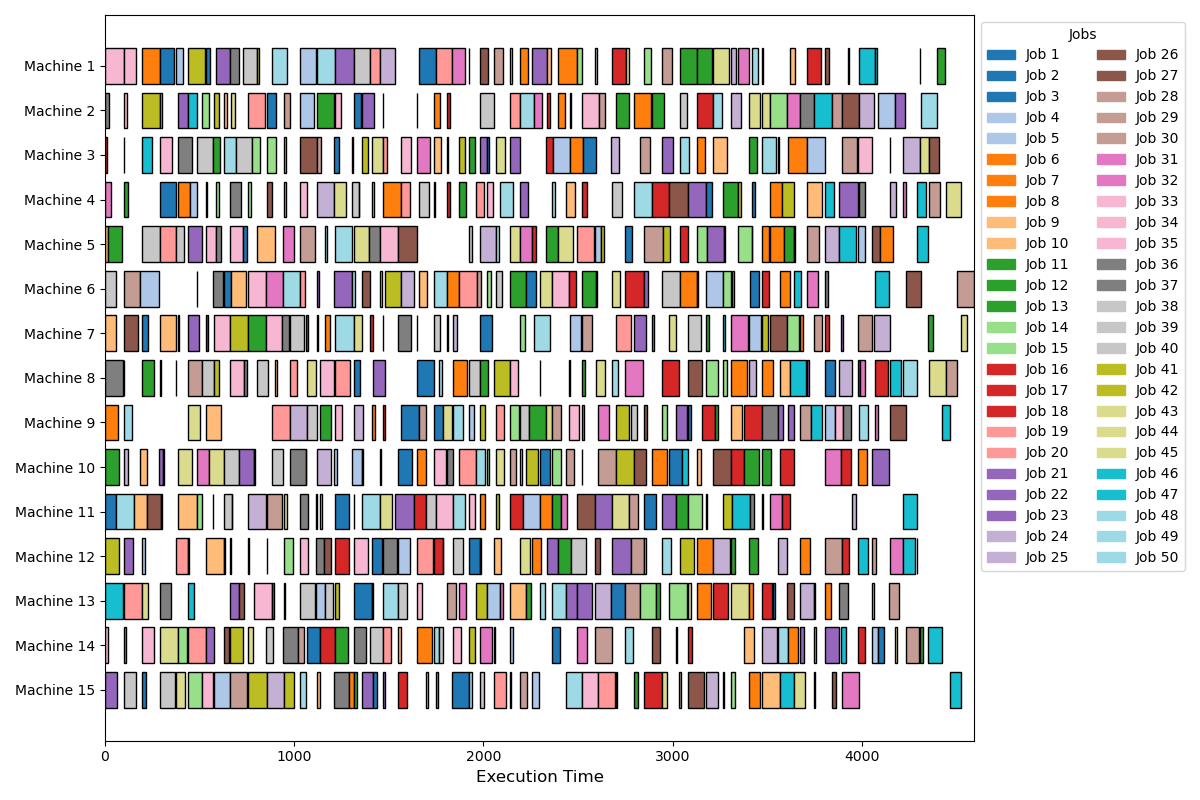 Machine 1
Machine 2
Machine 3
Machine 4
Machine 5
Machine 6
Machine 7
Machine 8
Machine 9
Machine 10
Machine 11
Machine 12
Machine 13
Machine 14
Machine 15
0 1000 2000 3000 4000
Execution Time
Jobs
Job 1
Job 2
Job 3
Job 4
Job 5
Job 6
Job 7
Job 8
Job 9
Job 10
Job 11
Job 12
Job 13
Job 14
Job 15
Job 16
Job 17
Job 18
Job 19
Job 20
Job 21
Job 22
Job 23
Job 24
Job 25
Job 26
Job 27
Job 28
Job 29
Job 30
Job 31
Job 32
Job 33
Job 34
Job 35
Job 36
Job 37
Job 38
Job 39
Job 40
Job 41
Job 42
Job 43
Job 44
Job 45
Job 46
Job 47
Job 48
Job 49
Job 50